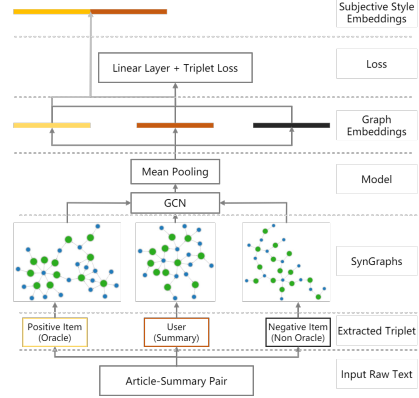 Subjective Style
Embeddings
Linear Layer + Triplet Loss
Loss
Graph
Embeddings
Mean Pooling
Model
GCN
SynGraphs
Positive Item
(Oracle)
User
(Summary)
Negative Item
(Non Oracle)
Extracted Triplet
Article-Summary Pair
Input Raw Text